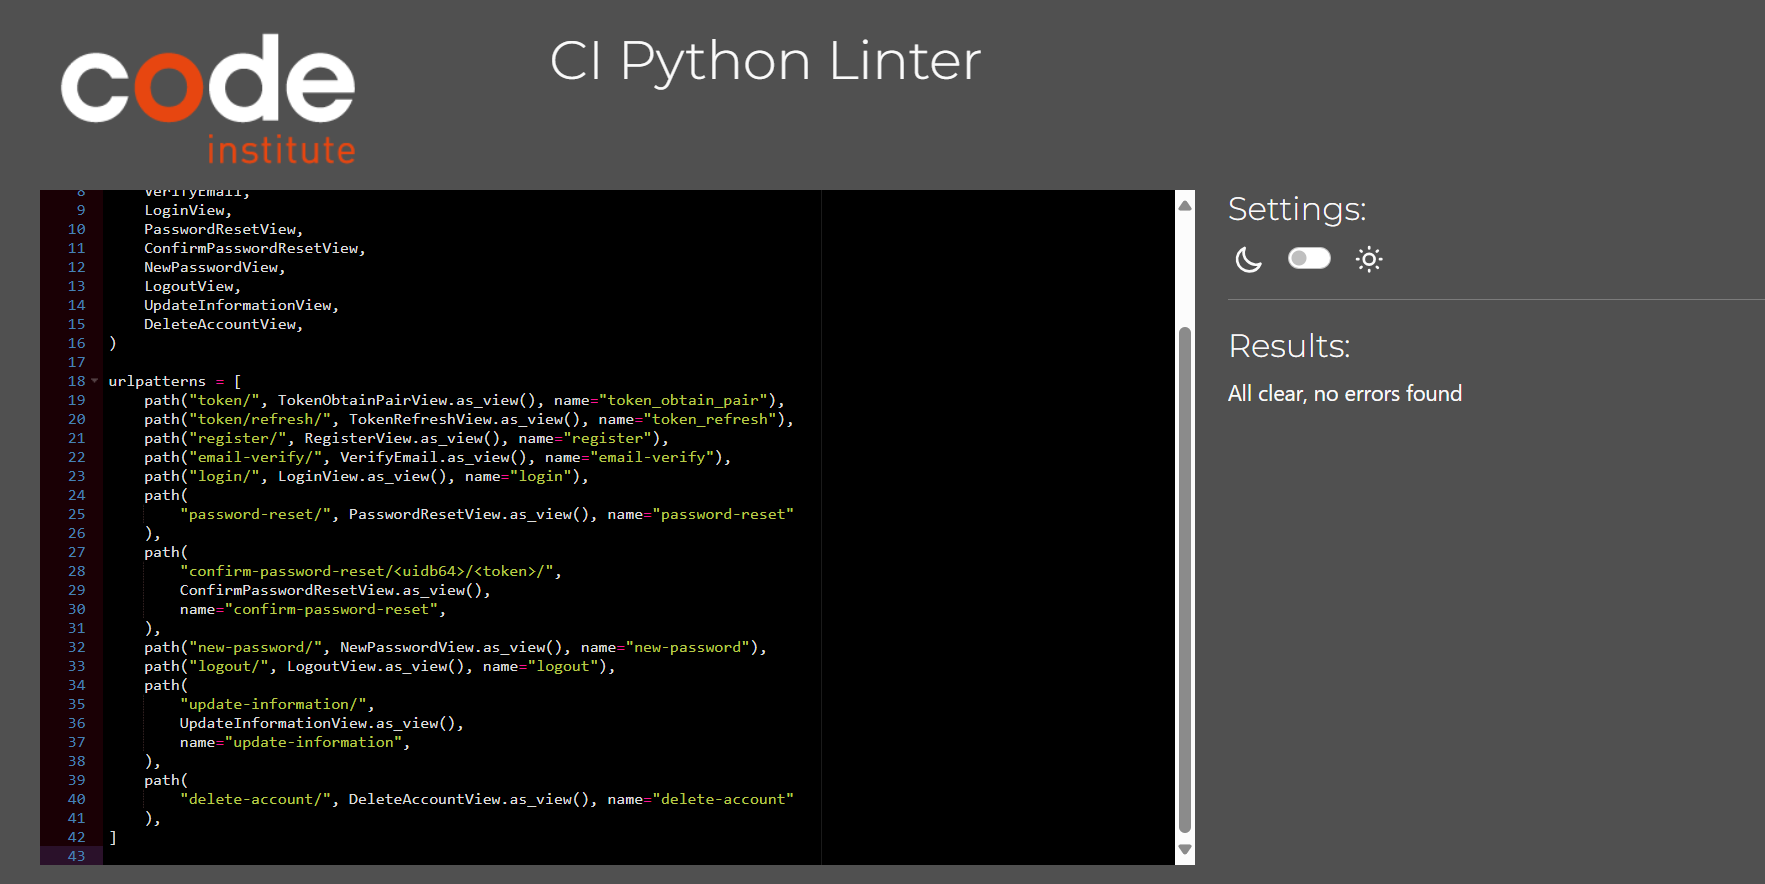 code
institute
CI Python Linter
8 VerifyEmail,
9 LoginView,
10 PasswordResetView,
11 ConfirmPasswordResetView,
12 NewPasswordView,
13 LogoutView,
14 UpdateInformationView,
15 DeleteAccountView,
16 )
17
18 urlpatterns = [
19 path("token/", TokenObtainPairView.as_view(), name="token_obtain_pair"),
20 path("token/refresh/", TokenRefreshView.as_view(), name="token_refresh"),
21 path("register/", RegisterView.as_view(), name="register"),
22 path("email-verify/", VerifyEmail.as_view(), name="email-verify"),
23 path("login/", LoginView.as_view(), name="login"),
24 path(
25 "password-reset/", PasswordResetView.as_view(), name="password-reset"
26 ),
27 path(
28 "confirm-password-reset/<uidb64>/<token>/",
29 ConfirmPasswordResetView.as_view(),
30 name="confirm-password-reset",
31 ),
32 path("new-password/", NewPasswordView.as_view(), name="new-password"),
33 path("logout/", LogoutView.as_view(), name="logout"),
34 path(
35 "update-information/",
36 UpdateInformationView.as_view(),
37 name="update-information",
38 ),
39 path(
40 "delete-account/", DeleteAccountView.as_view(), name="delete-account"
41 ),
42 ]
43
Settings:
Results:
All clear, no errors found